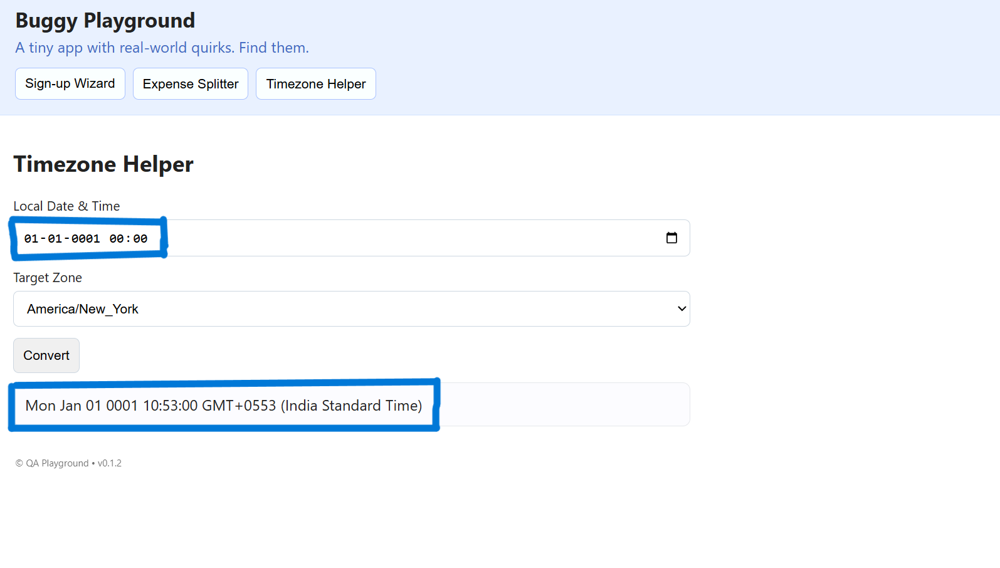 Buggy Playground
A tiny app with real-world quirks. Find them.
Sign-up Wizard Expense Splitter Timezone Helper
Timezone Helper
Local Date & Time
01-01-0001 00:00
Target Zone
America/New_York
Convert
Mon Jan 01 0001 10:53:00 GMT+0553 (India Standard Time)
© QA Playground • v0.1.2